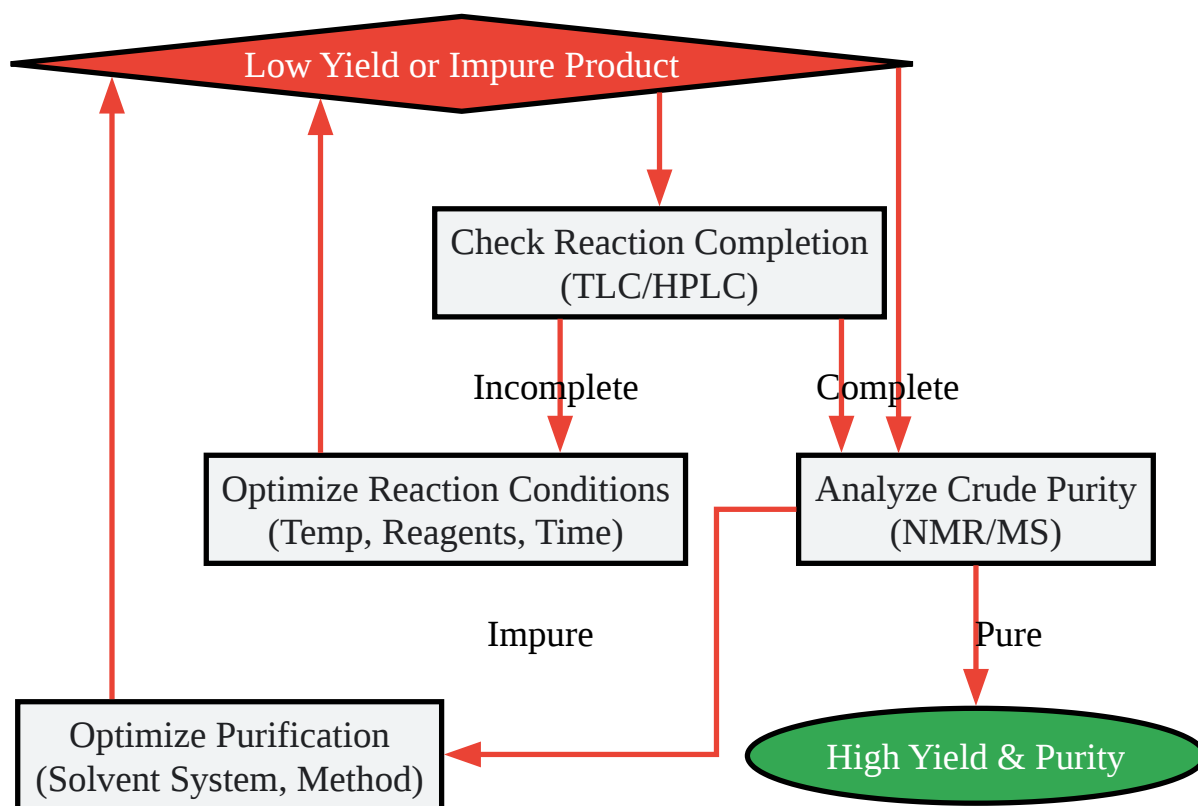 Low Yield or Impure Product
Check Reaction Completion
(TLC/HPLC)
Incomplete
Complete
Optimize Reaction Conditions
(Temp, Reagents, Time)
Analyze Crude Purity
(NMR/MS)
Impure
Pure
Optimize Purification
(Solvent System, Method)
High Yield & Purity